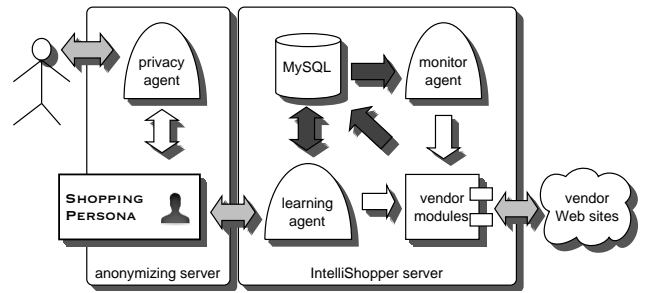 privacy
agent
MySQL
monitor
agent
SHOPPING
PERSONA
learning
agent
vendor
modules
vendor
Web sites
anonymizing server
IntelliShopper server